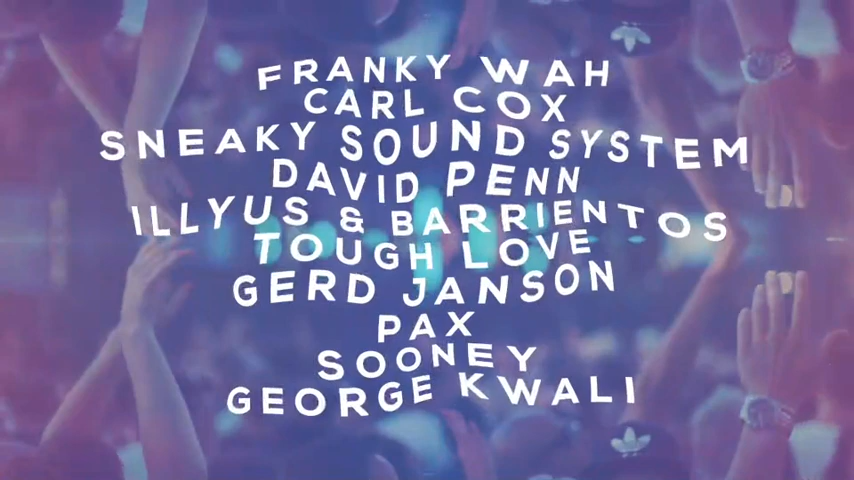 FRANKY WAH
CARL COX
SNEAKY SOUND SYSTEM
DAVID PENN
ILLYUS & BARRIENTOS
TOUGH LOVE
GERD JANSON
PAX
SOONEY
GEORGE KWALI